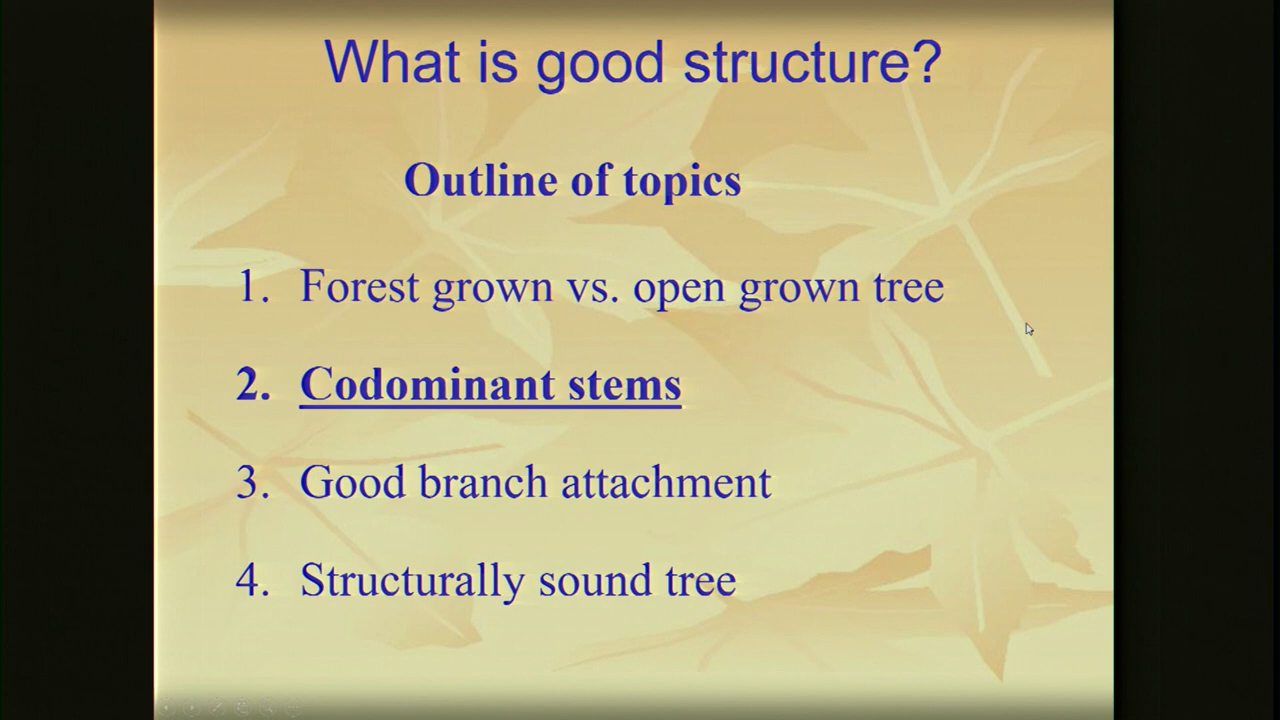 What is good structure?
Outline of topics
1. Forest grown vs. open grown tree
2. Codominant stems
3. Good branch attachment
4. Structurally sound tree